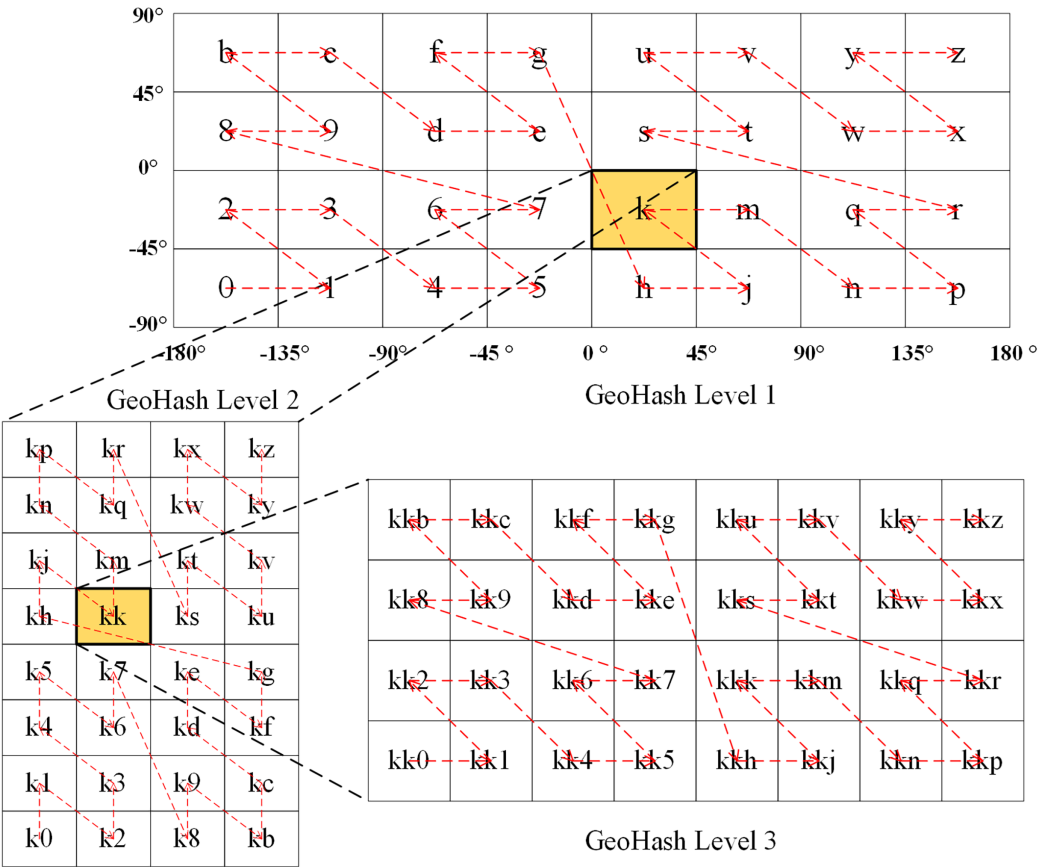 90°
b c f g u v y z
45°
8 9 d e s t w x
0°
2 3 6 7 k m q r
-45°
0 1 4 5 h j n p
-90°
-180° -135° -90° -45 ° 0 ° 45° 90° 135° 180 °
GeoHash Level 1
GeoHash Level 2
kp kr kx kz
kn kq kw kv
kj km kt kv
kh kk ks ku
k5 k7 ke kg
k4 k6 kd kf
k1 k3 k9 kc
k0 k2 k8 kb
kkb kkc kkf kkg kku kkv kky kkz
kk8 kk9 kkd kke kks kkt kkw kkx
kk2 kk3 kk6 kk7 kkk kkm kkq kkr
kk0 kk1 kk4 kk5 kkh kkj kkn kkp
GeoHash Level 3